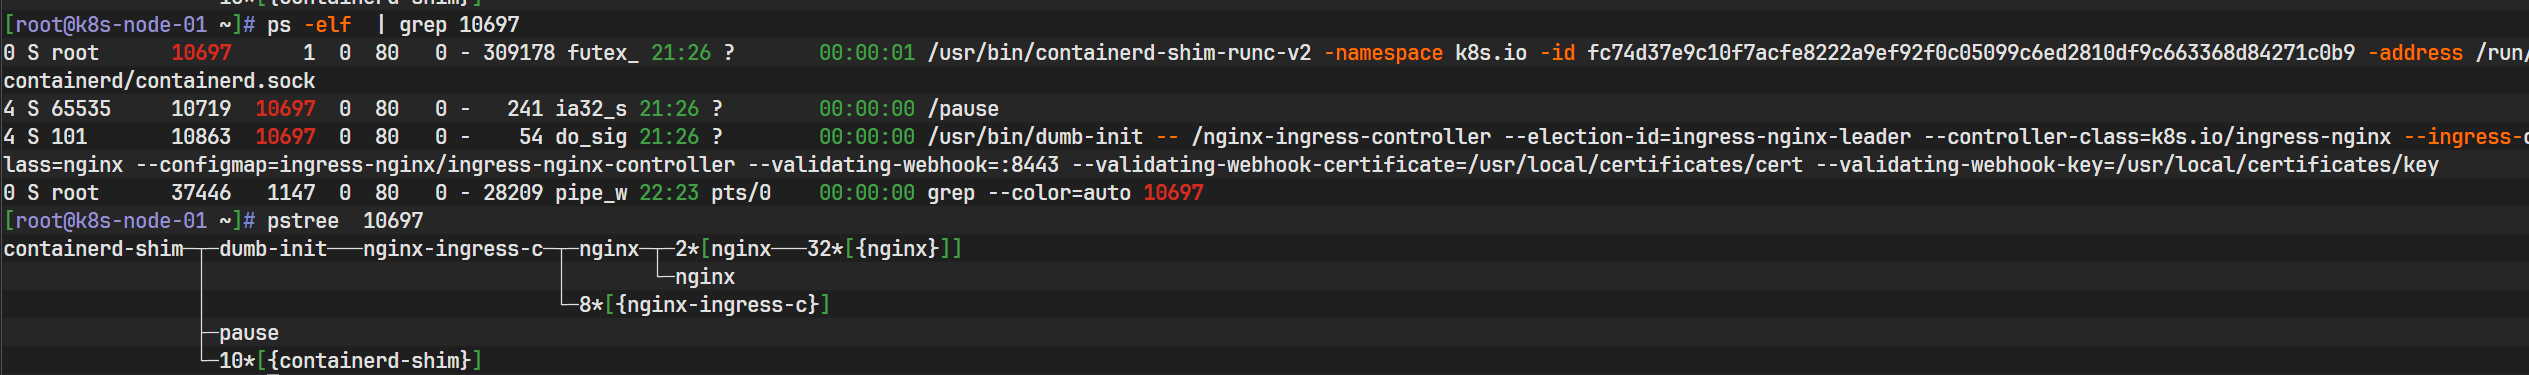 [root@k8s-node-01 ~]# ps -elf  | grep 10697
0 S root      10697      1  0  80   0 - 309178 futex_ 21:26 ?         00:00:01 /usr/bin/containerd-shim-runc-v2 -namespace k8s.io -id fc74d37e9c10f7acfe8222a9ef92f0c05099c6ed2810df9c663368d84271c0b9 -address /run/
containerd/containerd.sock
4 S 65535     10719  10697  0  80   0 -   241 ia32_s 21:26 ?         00:00:00 /pause
4 S 101       10863  10697  0  80   0 -    54 do_sig 21:26 ?         00:00:00 /usr/bin/dumb-init -- /nginx-ingress-controller --election-id=ingress-nginx-leader --controller-class=k8s.io/ingress-nginx --ingress-c
lass=nginx --configmap=ingress-nginx/ingress-nginx-controller --validating-webhook=:8443 --validating-webhook-certificate=/usr/local/certificates/cert --validating-webhook-key=/usr/local/certificates/key
0 S root      37446   1147  0  80   0 - 28209 pipe_w 22:23 pts/0    00:00:00 grep --color=auto 10697
[root@k8s-node-01 ~]# pstree  10697
containerd-shim─┬─dumb-init───nginx-ingress-c─┬─nginx─┬─2*[nginx───32*[{nginx}]]
                │                             │       └─nginx
                │                             └─8*[{nginx-ingress-c}]
                ├─pause
                └─10*[{containerd-shim}]